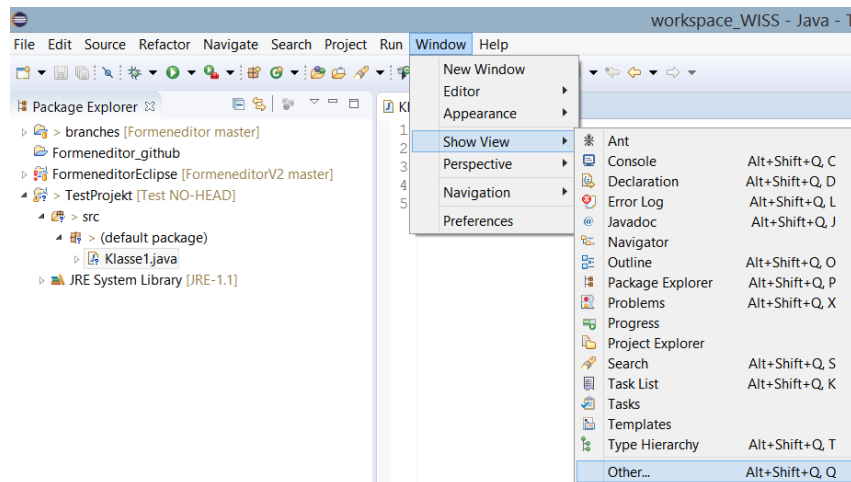 workspace_WISS - Java - T
File Edit Source Refactor Navigate Search Project Run Window Help
Package Explorer
> branches [Formeneditor master]
Formeneditor_github
FormeneditorEclipse [FormeneditorV2 master]
> TestProjekt [Test NO-HEAD]
> src
> (default package)
Klasse1.java
JRE System Library [JRE-1.1]
Kl
1
2
3
4
5
New Window
Editor
Appearance
Show View
Perspective
Navigation
Preferences
Ant
Console Alt+Shift+Q, C
Declaration Alt+Shift+Q, D
Error Log Alt+Shift+Q, L
Javadoc Alt+Shift+Q, J
Navigator
Outline Alt+Shift+Q, O
Package Explorer Alt+Shift+Q, P
Problems Alt+Shift+Q, X
Progress
Project Explorer
Search Alt+Shift+Q, S
Task List Alt+Shift+Q, K
Tasks
Templates
Type Hierarchy Alt+Shift+Q, T
Other... Alt+Shift+Q, Q